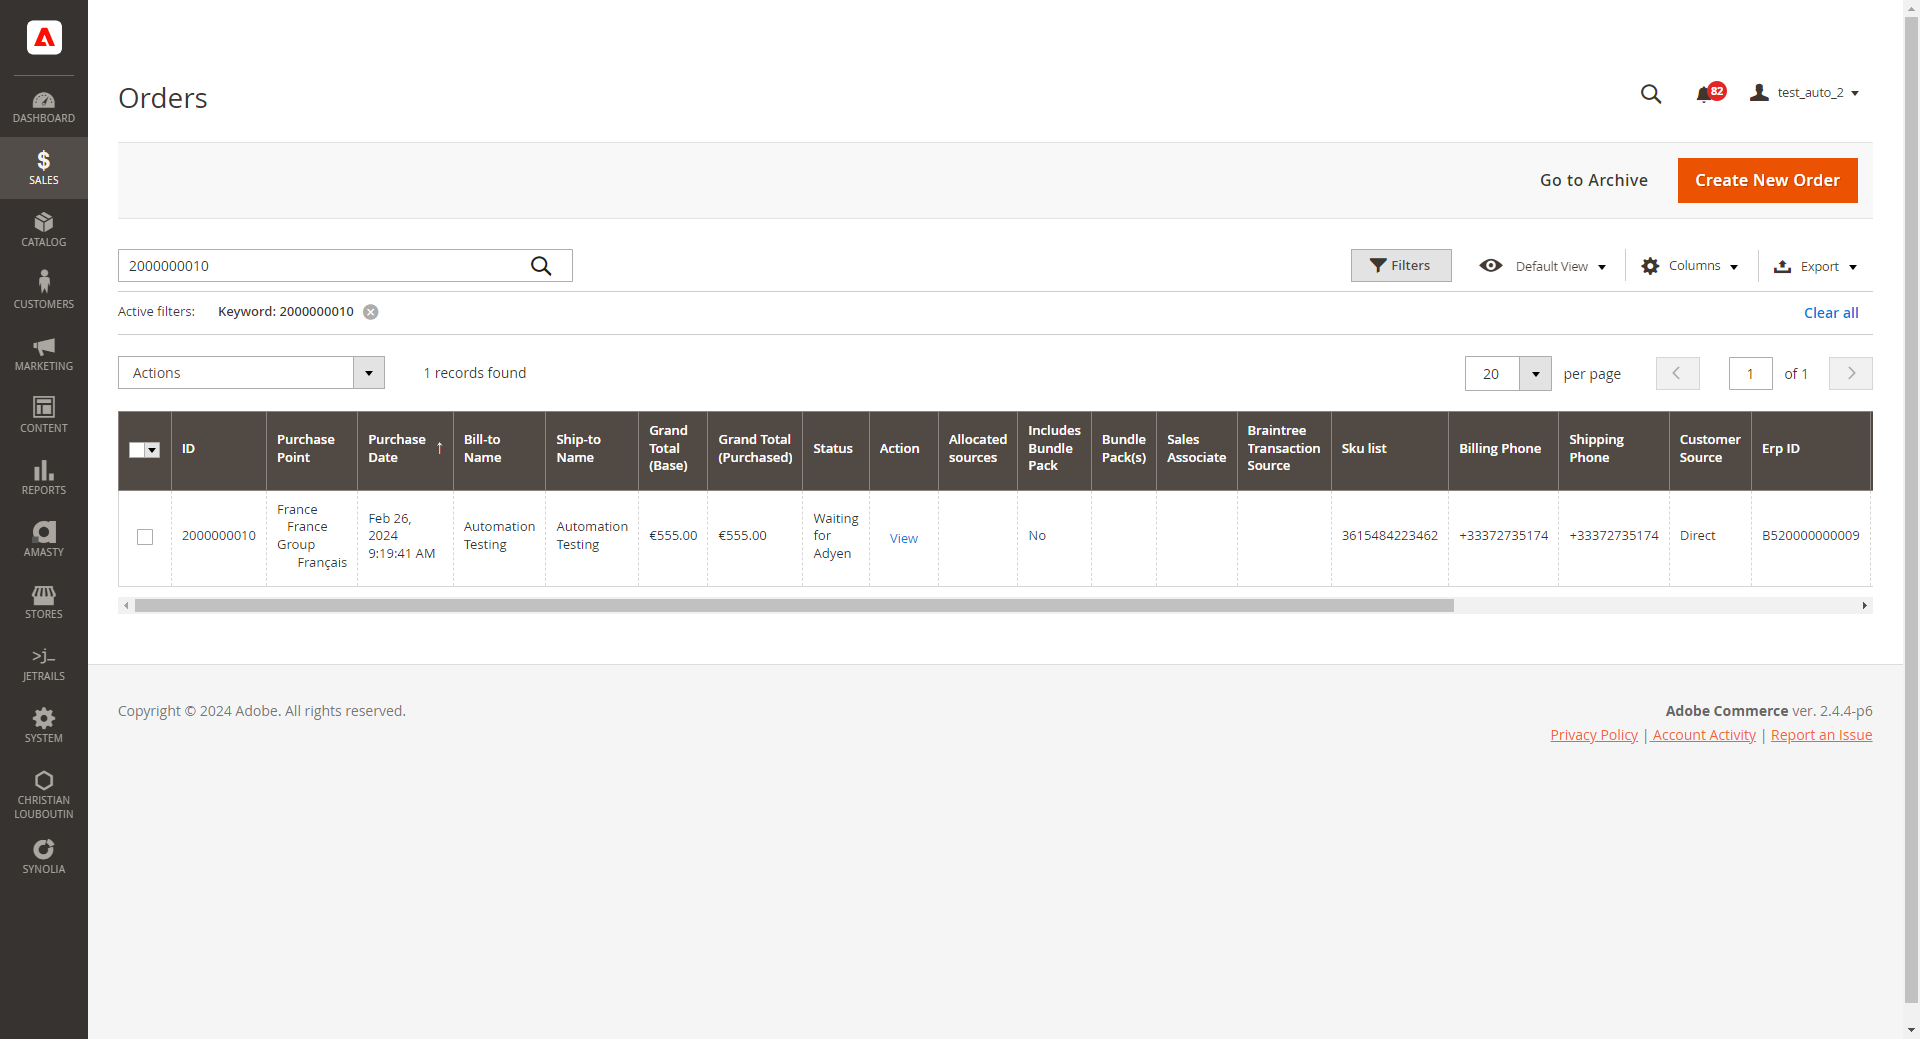 DASHBOARD
SALES
CATALOG
CUSTOMERS
MARKETING
CONTENT
REPORTS
AMASTY
STORES
>j_
JETRAILS
SYSTEM
CHRISTIAN
LOUBOUTIN
SYNOLIA
Orders
82
test_auto_2
Go to Archive
Create New Order
2000000010
Filters
Default View
Columns
Export
Active filters:
Keyword: 2000000010
Clear all
Actions
1 records found
20
per page
1
of 1
ID
Purchase
Point
Purchase
Date ↑
Bill-to
Name
Ship-to
Name
Grand
Total
(Base)
Grand Total
(Purchased)
Status
Action
Allocated
sources
Includes
Bundle
Pack
Bundle
Pack(s)
Sales
Associate
Braintree
Transaction
Source
Sku list
Billing Phone
Shipping
Phone
Customer
Source
Erp ID
2000000010
France
France
Group
Français
Feb 26,
2024
9:19:41 AM
Automation
Testing
Automation
Testing
€555.00
€555.00
Waiting
for
Adyen
View
No
3615484223462
+33372735174
+33372735174
Direct
B520000000009
Copyright © 2024 Adobe. All rights reserved.
Adobe Commerce ver. 2.4.4-p6
Privacy Policy | Account Activity | Report an Issue